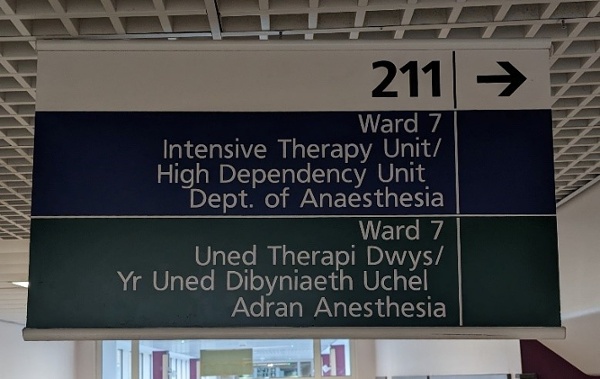 211 →
Ward 7
Intensive Therapy Unit/
High Dependency Unit
Dept. of Anaesthesia
Ward 7
Uned Therapi Dwys/
Yr Uned Dibyniaeth Uchel
Adran Anesthesia